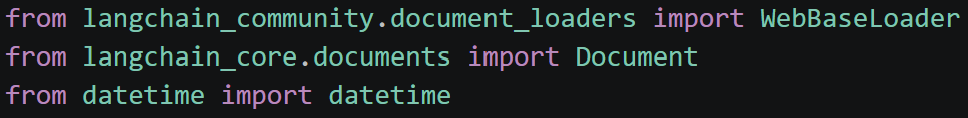 from langchain_community.document_loaders import WebBaseLoader
from langchain_core.documents import Document
from datetime import datetime